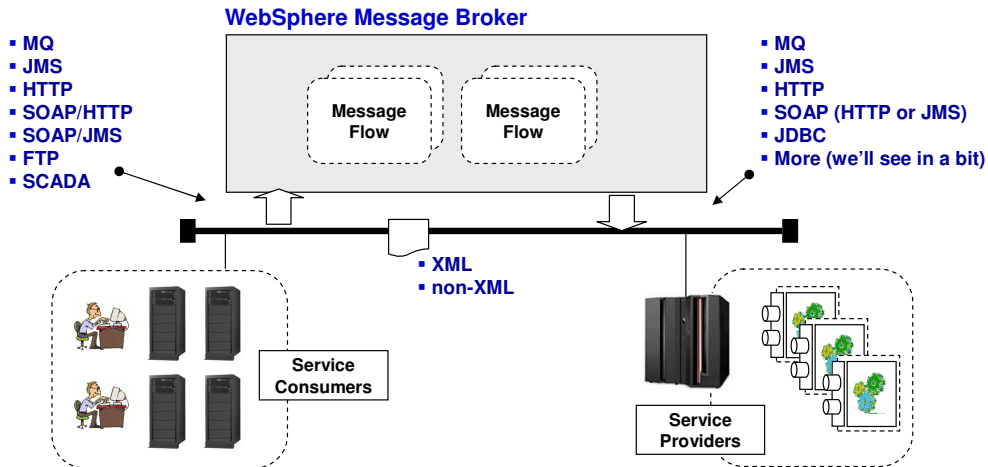 WebSphere Message Broker
▪ MQ
▪ JMS
▪ HTTP
▪ SOAP/HTTP
▪ SOAP/JMS
▪ FTP
▪ SCADA
Message
Flow
Message
Flow
▪ MQ
▪ JMS
▪ HTTP
▪ SOAP (HTTP or JMS)
▪ JDBC
▪ More (we'll see in a bit)
▪ XML
▪ non-XML
Service
Consumers
Service
Providers